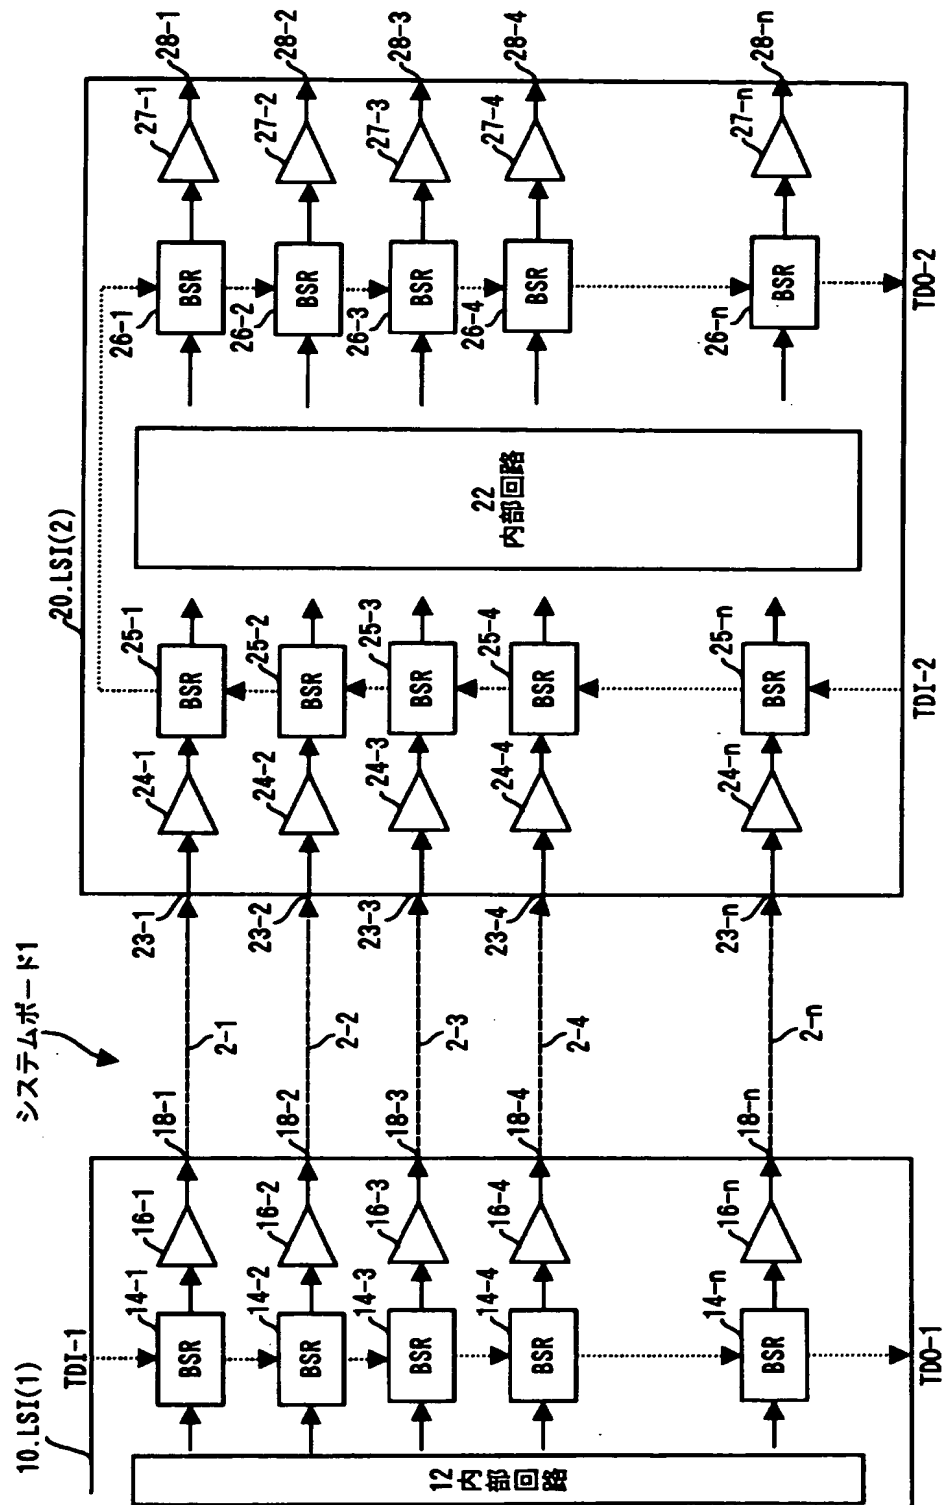 システムボード1
10.LSI(1)
20.LSI(2)
TDI-1
14-1
16-1
18-1
2-1
23-1
24-1
25-1
26-1
27-1
28-1
BSR
BSR
BSR
14-2
16-2
18-2
2-2
23-2
24-2
25-2
26-2
27-2
28-2
BSR
BSR
BSR
14-3
16-3
18-3
2-3
23-3
24-3
25-3
26-3
27-3
28-3
BSR
BSR
BSR
14-4
16-4
18-4
2-4
23-4
24-4
25-4
26-4
27-4
28-4
BSR
BSR
BSR
12内部回路
22
内部回路
14-n
16-n
18-n
2-n
23-n
24-n
25-n
26-n
27-n
28-n
BSR
BSR
BSR
TDO-1
TDI-2
TDO-2